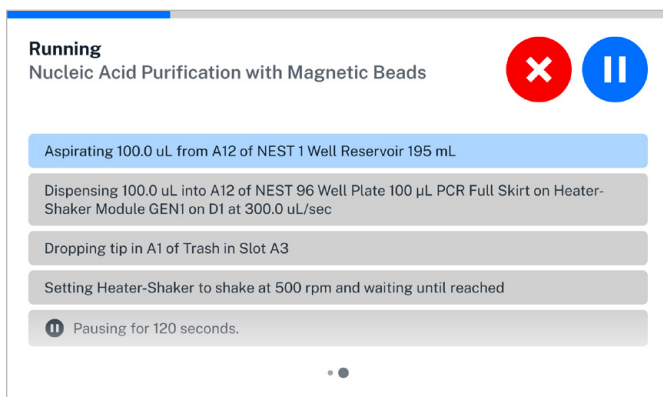 Running
Nucleic Acid Purification with Magnetic Beads
Aspirating 100.0 uL from A12 of NEST 1 Well Reservoir 195 mL
Dispensing 100.0 uL into A12 of NEST 96 Well Plate 100 µL PCR Full Skirt on Heater-
Shaker Module GEN1 on D1 at 300.0 uL/sec
Dropping tip in A1 of Trash in Slot A3
Setting Heater-Shaker to shake at 500 rpm and waiting until reached
Pausing for 120 seconds.